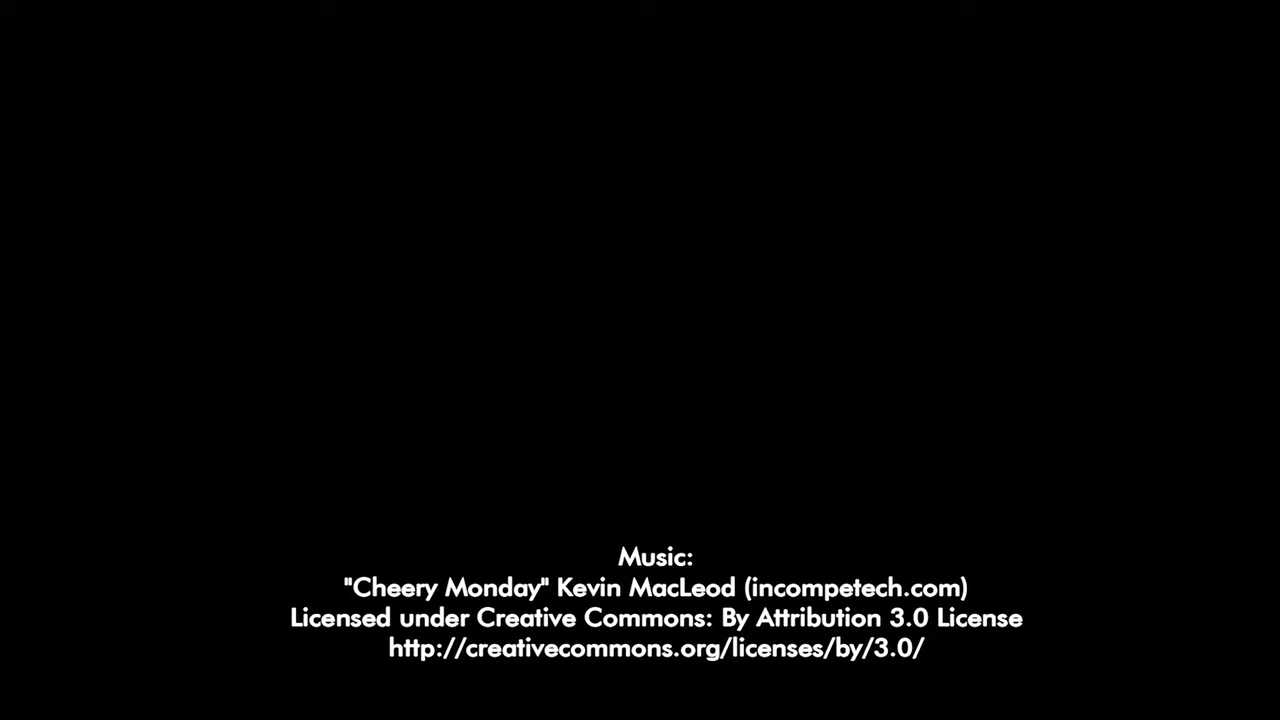 Music:
"Cheery Monday" Kevin MacLeod (incompetech.com)
Licensed under Creative Commons: By Attribution 3.0 License
http://creativecommons.org/licenses/by/3.0/